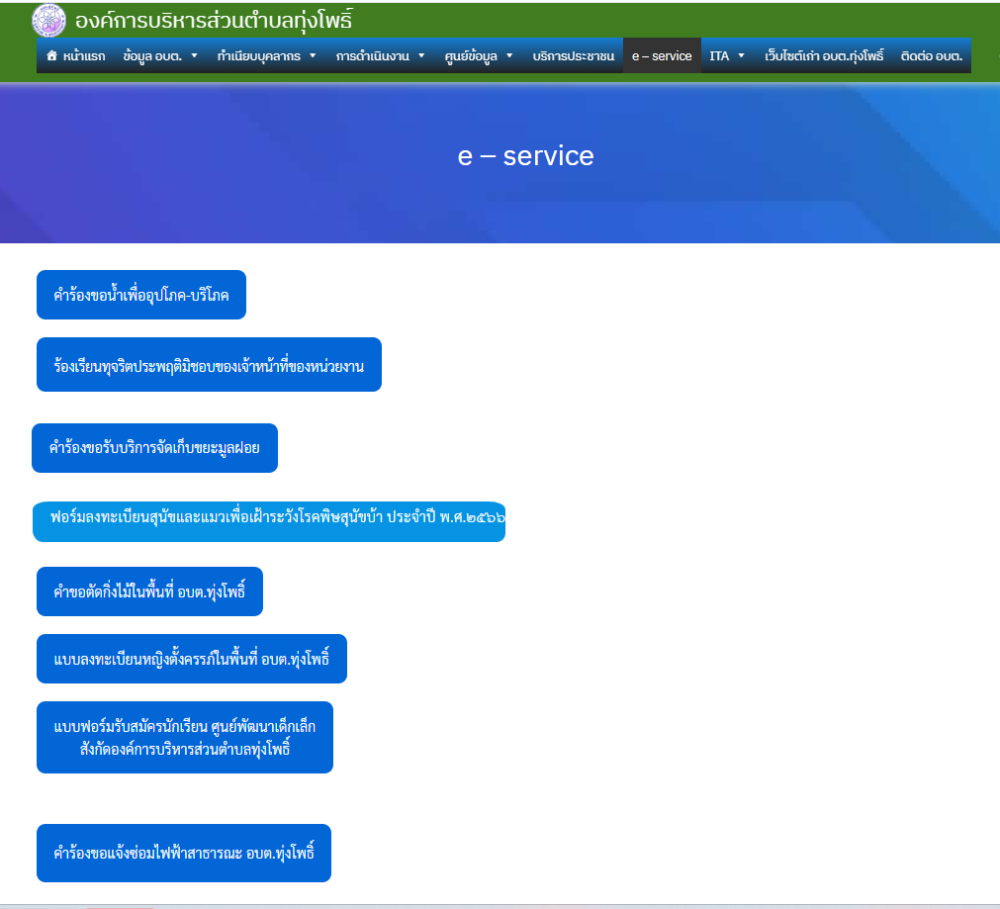 องค์การบริหารส่วนตำบลทุ่งโพธิ์
หน้าแรก ข้อมูล อบต. ทำเนียบบุคลากร การดำเนินงาน ศูนย์ข้อมูล บริการประชาชน e – service ITA เว็บไซต์เก่า อบต.ทุ่งโพธิ์ ติดต่อ อบต.
e – service
คำร้องขอน้ำเพื่ออุปโภค-บริโภค
ร้องเรียนทุจริตประพฤติมิชอบของเจ้าหน้าที่ของหน่วยงาน
คำร้องขอรับบริการจัดเก็บขยะมูลฝอย
ฟอร์มลงทะเบียนสุนัขและแมวเพื่อเฝ้าระวังโรคพิษสุนัขบ้า ประจำปี พ.ศ.๒๕๖๖
คำขอตัดกิ่งไม้ในพื้นที่ อบต.ทุ่งโพธิ์
แบบลงทะเบียนหญิงตั้งครรภ์ในพื้นที่ อบต.ทุ่งโพธิ์
แบบฟอร์มรับสมัครนักเรียน ศูนย์พัฒนาเด็กเล็ก
สังกัดองค์การบริหารส่วนตำบลทุ่งโพธิ์
คำร้องขอแจ้งซ่อมไฟฟ้าสาธารณะ อบต.ทุ่งโพธิ์